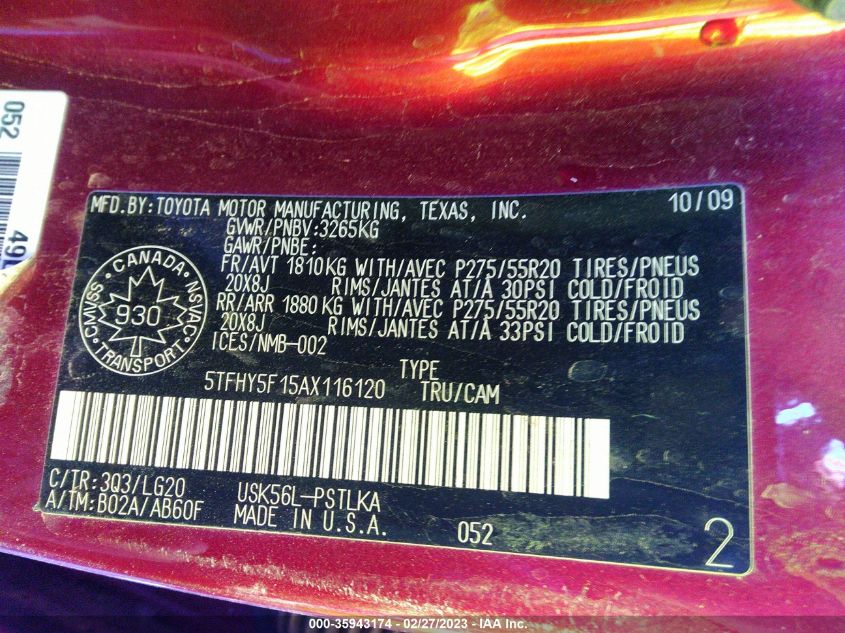 052
49
MFD.BY:TOYOTA MOTOR MANUFACTURING, TEXAS, INC. 10/09
GVWR/PNBV:3265KG
GAWR/PNBE:
FR/AVT 1810KG WITH/AVEC P275/55R20 TIRES/PNEUS
20X8J RIMS/JANTES AT/À 30PSI COLD/FROID
RR/ARR 1880 KG WITH/AVEC P275/55R20 TIRES/PNEUS
20X8J RIMS/JANTES AT/À 33PSI COLD/FROID
ICES/NMB-002
CANADA
CMVSS NSVAC
930
TRANSPORT
TYPE
5TFHY5F15AX116120 TRU/CAM
C/TR:3Q3/LG20 USK56L-PSTLKA
A/TM:B02A/AB60F MADE IN U.S.A. 052
2
000-35943174 - 02/27/2023 - IAA Inc.